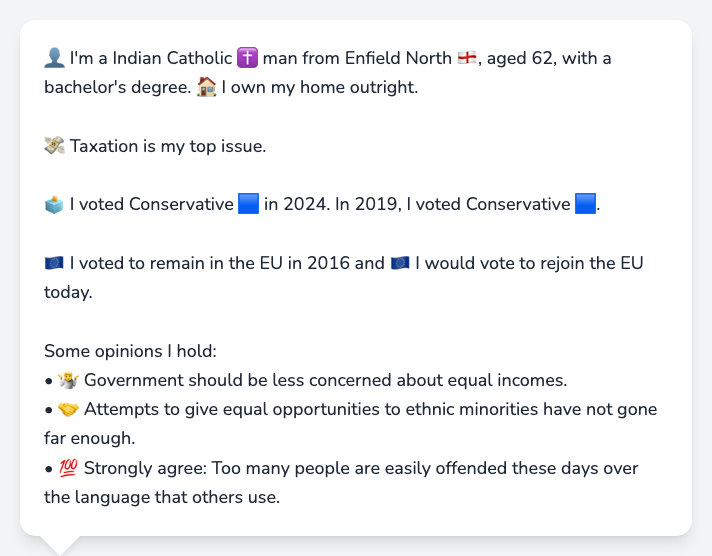 👤 I'm a Indian Catholic ✝️ man from Enfield North 🏴󠁧󠁢󠁥󠁮󠁧󠁿, aged 62, with a
bachelor's degree. 🏠 I own my home outright.
💸 Taxation is my top issue.
🗳️ I voted Conservative 🟦 in 2024. In 2019, I voted Conservative 🟦.
🇪🇺 I voted to remain in the EU in 2016 and 🇪🇺 I would vote to rejoin the EU
today.
Some opinions I hold:
• 🤷 Government should be less concerned about equal incomes.
• 🤝 Attempts to give equal opportunities to ethnic minorities have not gone
far enough.
• 💯 Strongly agree: Too many people are easily offended these days over
the language that others use.